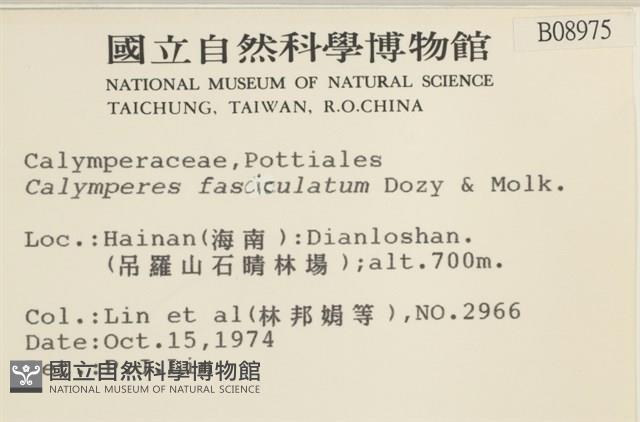 國立自然科學博物館
B08975
NATIONAL MUSEUM OF NATURAL SCIENCE
TAICHUNG, TAIWAN, R.O.CHINA
Calymperaceae,Pottiales
Calymperes fasciculatum Dozy & Molk.
Loc.:Hainan(海南):Dianloshan.
(吊羅山石晴林場);alt.700m.
Col.:Lin et al(林邦娟等),NO.2966
Date:Oct.15,1974
國立自然科學博物館
NATIONAL MUSEUM OF NATURAL SCIENCE